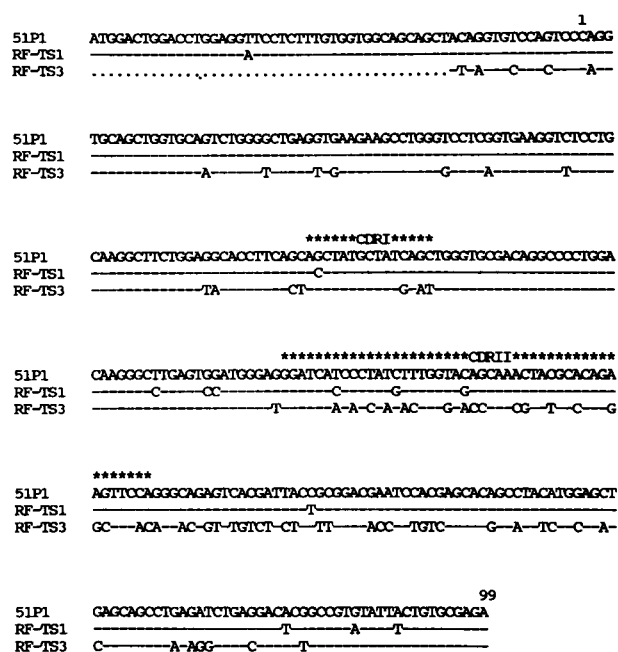 1
51P1 ATGGACTGGACCTGGAGGTTCCTCTTTGTGGTGGCAGCAGCTACAGGTGTCCAGTCCCAGG
RF-TS1 ------------------A------------------------------------------
RF-TS3 ..........................................-T-A---C---C----A--
51P1 TGCAGCTGGTGCAGTCTGGGGCTGAGGTGAAGAAGCCTGGGTCCTCGGTGAAGGTCTCCTG
RF-TS1 -------------------------------------------------------------
RF-TS3 -------------A------T-----T-G------------G----A--------T-----
******CDRI*****
51P1 CAAGGCTTCTGGAGGCACCTTCAGCAGCTATGCTATCAGCTGGGTGCGACAGGCCCCTGGA
RF-TS1 --------------------------C----------------------------------
RF-TS3 -------------TA-------CT-----------G-AT----------------------
**********************CDRII************
51P1 CAAGGGCTTGAGTGGATGGGAGGGATCATCCCTATCTTTGGTACAGCAAACTACGCACAGA
RF-TS1 -------C-----CC------------C------G-------G-----------------
RF-TS3 ---------------------T------A-A-C-A-AC---G-ACC---CG--T--C---G
*******
51P1 AGTTCCAGGGCAGAGTCACGATTACCGCGGACGAATCCACGAGCACAGCCTACATGGAGCT
RF-TS1 -------------------------T-----------------------------------
RF-TS3 GC---ACA--AC-GT-TGTCT-CT---TT----ACC--TGTC-----G--A--TC--C--A-
99
51P1 GAGCAGCCTGAGATCTGAGGACACGGCCGTGTATTACTGTGCGAGA
RF-TS1 ----------------------T-------A----T----------
RF-TS3 C--------A-AGG----C-----T---------------------